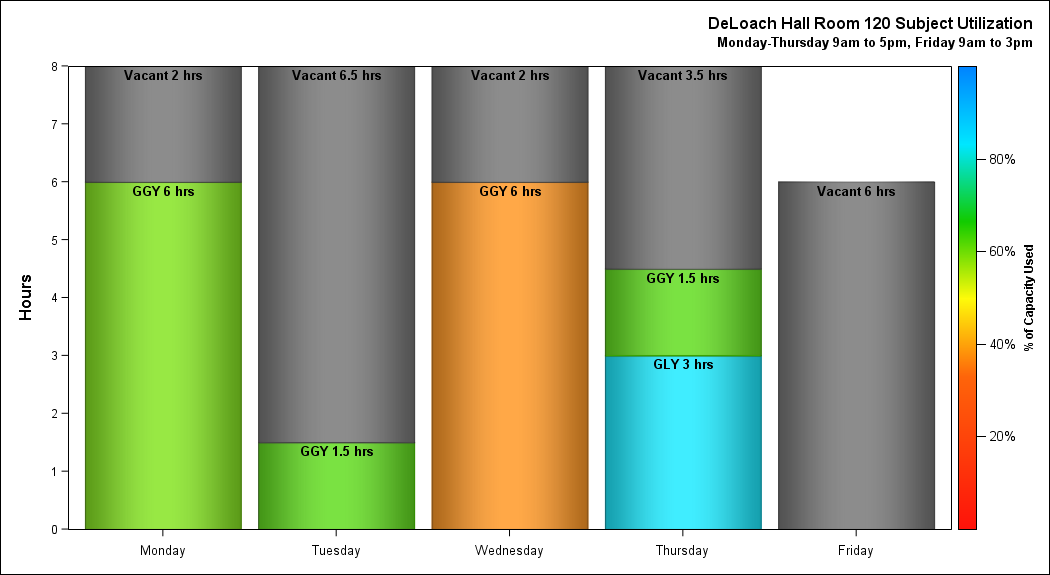 DeLoach Hall Room 120 Subject Utilization
Monday-Thursday 9am to 5pm, Friday 9am to 3pm
Hours
8
7
6
5
4
3
2
1
0
Vacant 2 hrs
GGY 6 hrs
Vacant 6.5 hrs
GGY 1.5 hrs
Vacant 2 hrs
GGY 6 hrs
Vacant 3.5 hrs
GGY 1.5 hrs
GLY 3 hrs
Vacant 6 hrs
Monday
Tuesday
Wednesday
Thursday
Friday
80%
60%
40%
20%
% of Capacity Used